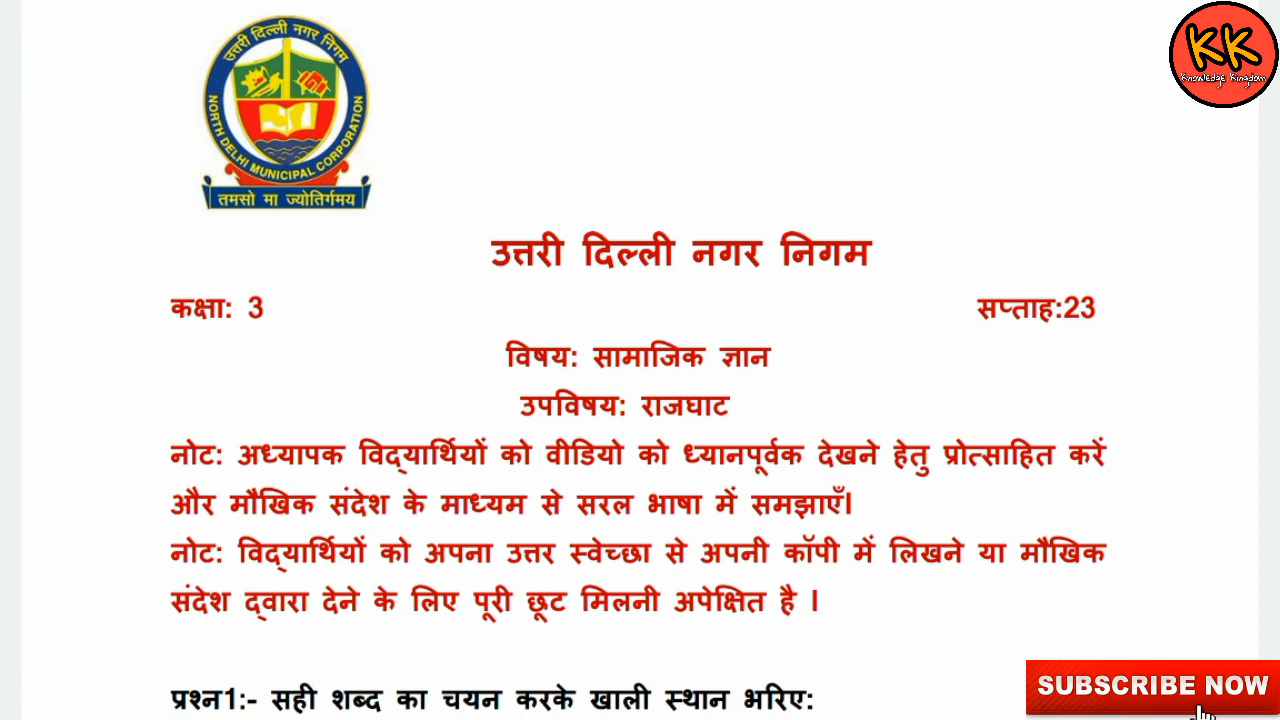 उत्तरी दिल्ली नगर निगम
NORTH DELHI MUNICIPAL CORPORATION
तमसो मा ज्योतिर्गमय
KK
Knowledge Kingdom
उत्तरी दिल्ली नगर निगम
कक्षा: 3 सप्ताह:23
विषय: सामाजिक ज्ञान
उपविषय: राजघाट
नोट: अध्यापक विद्यार्थियों को वीडियो को ध्यानपूर्वक देखने हेतु प्रोत्साहित करें
और मौखिक संदेश के माध्यम से सरल भाषा में समझाएँ।
नोट: विद्यार्थियों को अपना उत्तर स्वेच्छा से अपनी कॉपी में लिखने या मौखिक
संदेश द्वारा देने के लिए पूरी छूट मिलनी अपेक्षित है ।
प्रश्न1:- सही शब्द का चयन करके खाली स्थान भरिए:
SUBSCRIBE NOW